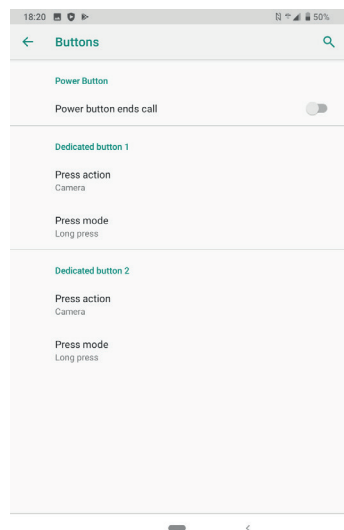 18:20 50%
Buttons
Power Button
Power button ends call
Dedicated button 1
Press action
Camera
Press mode
Long press
Dedicated button 2
Press action
Camera
Press mode
Long press